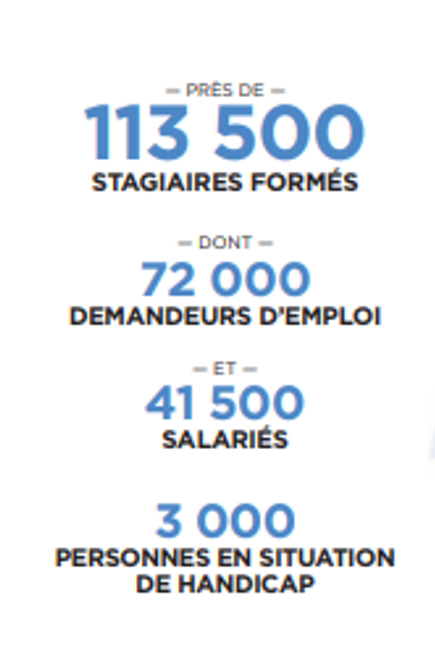 — PRÈS DE —
113 500
STAGIAIRES FORMÉS
— DONT —
72 000
DEMANDEURS D'EMPLOI
— ET —
41 500
SALARIÉS
3 000
PERSONNES EN SITUATION
DE HANDICAP